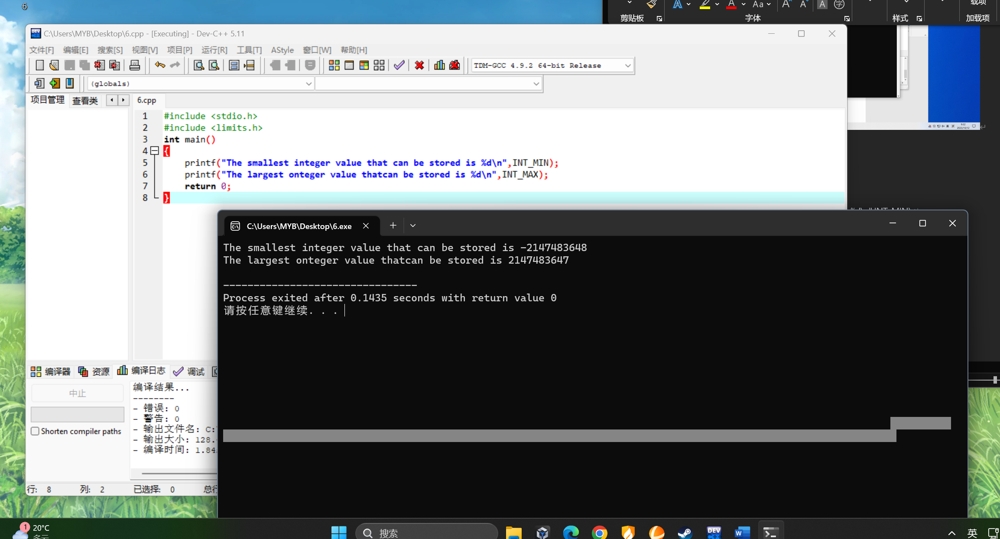 6
剪贴板
字体
样式
载项
加载项
C:\Users\MYB\Desktop\6.cpp - [Executing] - Dev-C++ 5.11
文件[F] 编辑[E] 搜索[S] 视图[V] 项目[P] 运行[R] 工具[T] AStyle 窗口[W] 帮助[H]
TDM-GCC 4.9.2 64-bit Release
(globals)
项目管理 查看类
6.cpp
1 #include <stdio.h>
2 #include <limits.h>
3 int main()
4 {
5 printf("The smallest integer value that can be stored is %d\n",INT_MIN);
6 printf("The largest onteger value thatcan be stored is %d\n",INT_MAX);
7 return 0;
8 }
9:32
2023/10/12
C:\Users\MYB\Desktop\6.exe
The smallest integer value that can be stored is -2147483648
The largest onteger value thatcan be stored is 2147483647
--------------------------------
Process exited after 0.1435 seconds with return value 0
请按任意键继续. . .
编译器 资源 编译日志 调试
中止
Shorten compiler paths
编译结果...
--------
- 错误: 0
- 警告: 0
- 输出文件名: C:
- 输出大小: 128.
- 编译时间: 1.84
行: 8 列: 2 已选择: 0 总行
1
20°C
多云
搜索
DEV C++
W
英